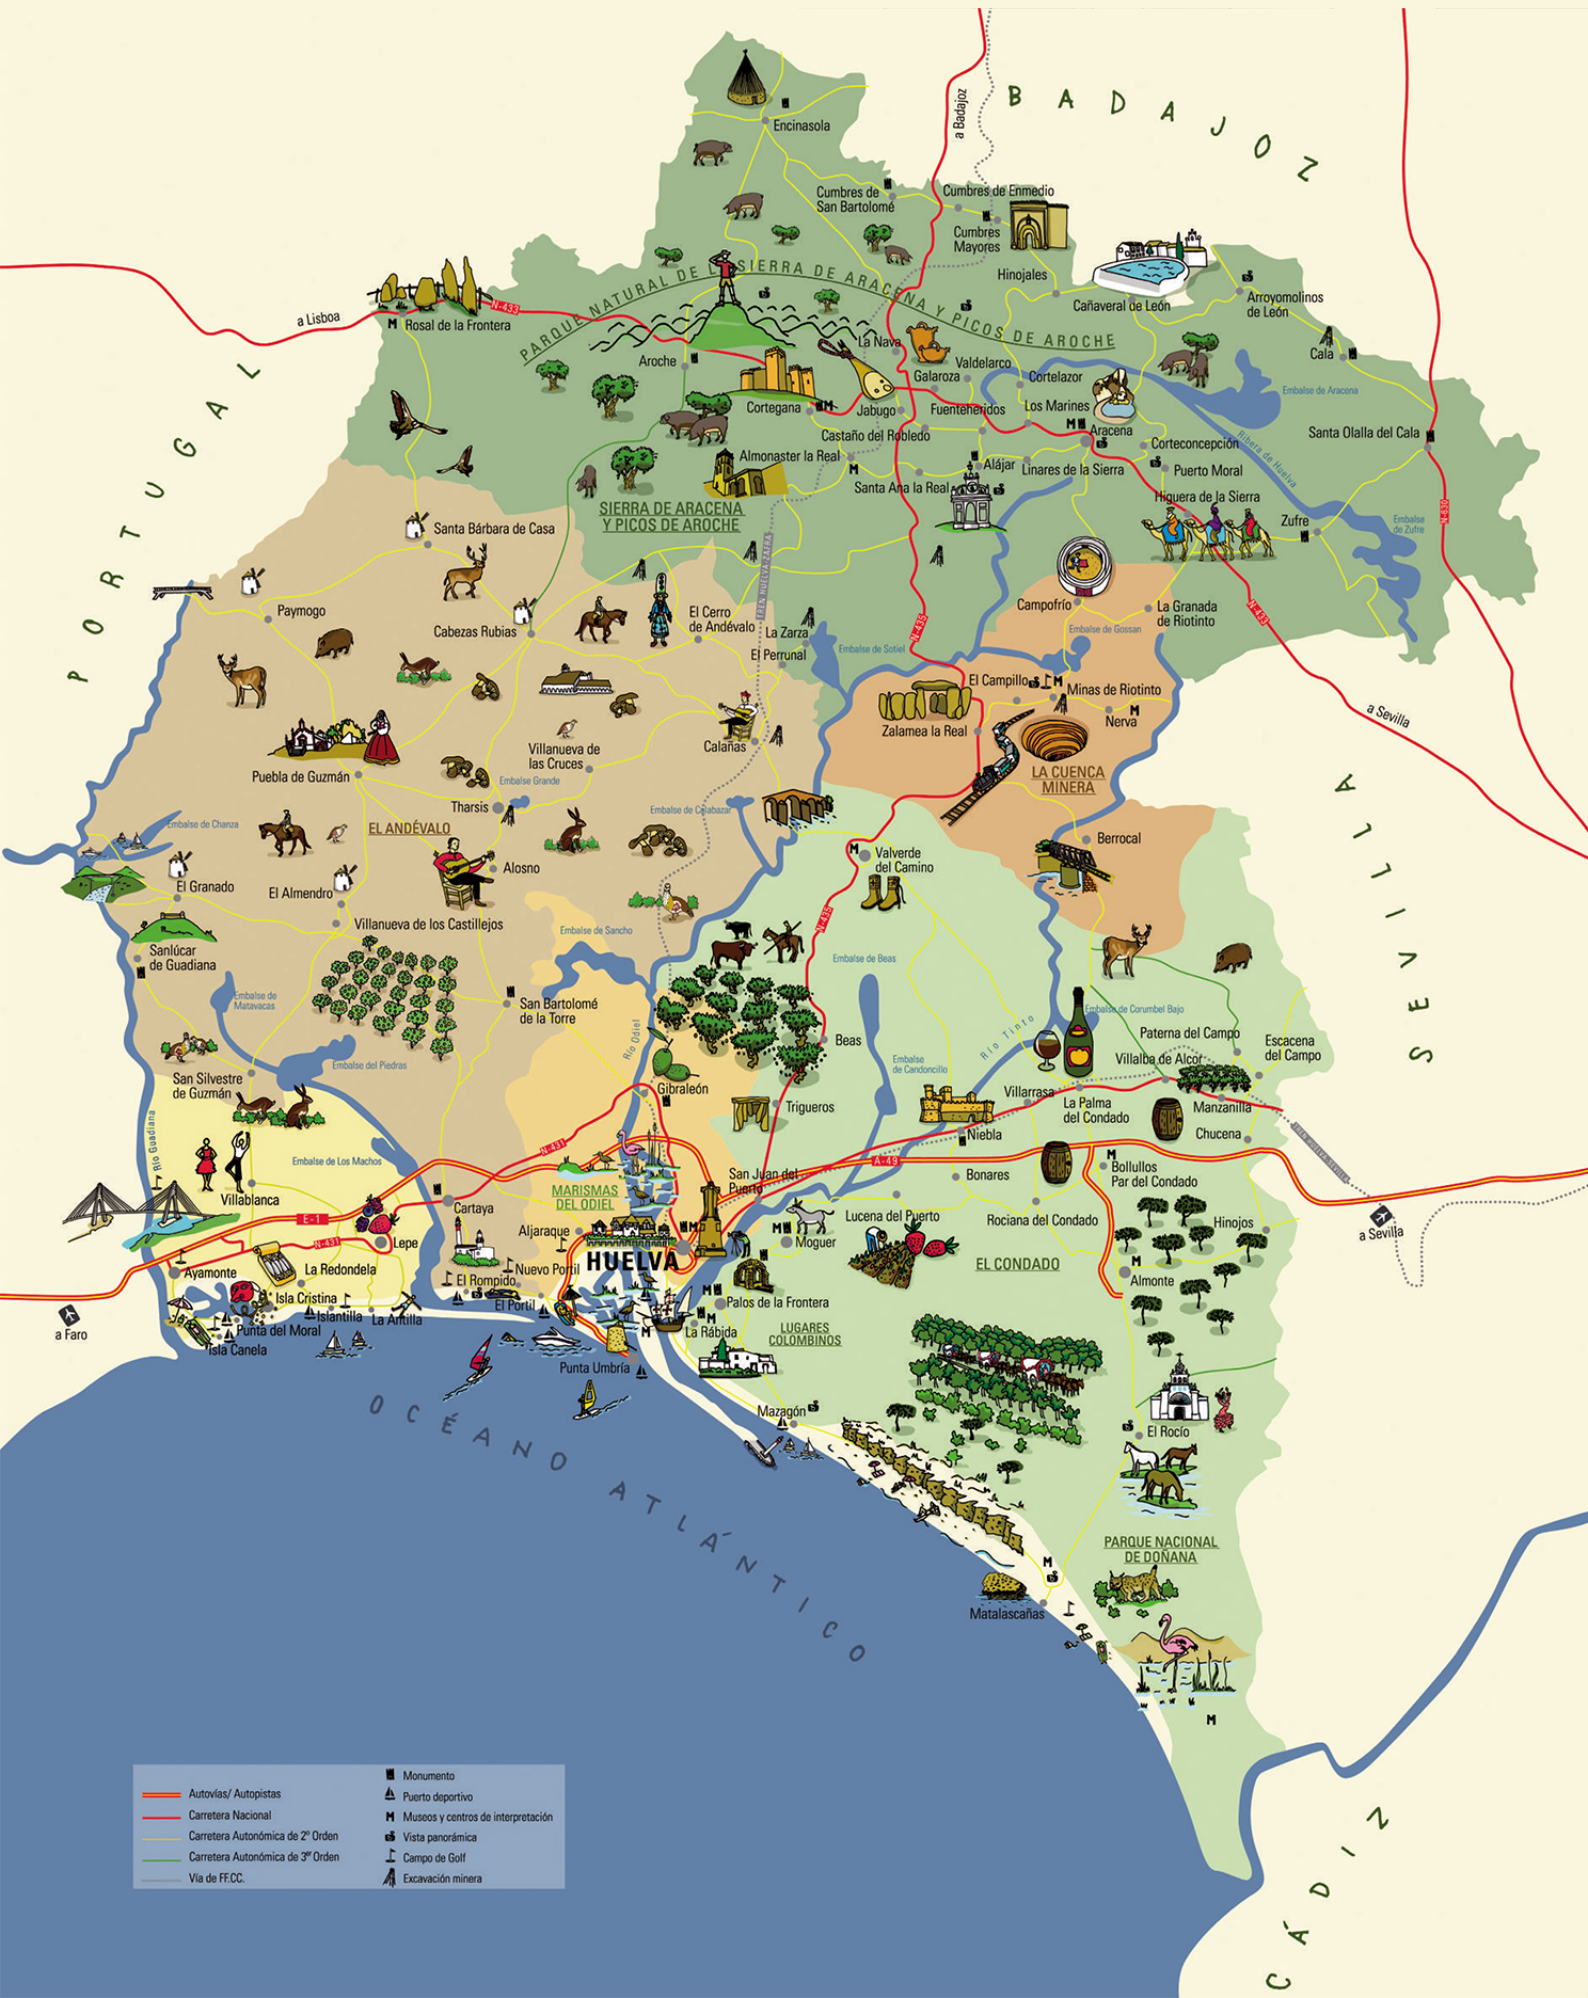 BADAJOZ
a Badajoz
Encinasola
Cumbres de
San Bartolomé
Cumbres de Enmedio
Cumbres
Mayores
Hinojales
Cañaveral de León
Arroyomolinos
de León
Cala
PARQUE NATURAL DE LA SIERRA DE ARACENA Y PICOS DE AROCHE
a Lisboa
N-433
M
Rosal de la Frontera
Aroche
La Nava
Valdelarco
Galaroza
Cortelazor
Embalse de Aracena
Cortegana
M
Jabugo
Fuenteheridos
Los Marines
M
Aracena
Castaño del Robledo
Corteconcepción
Ribera de Huelva
Santa Olalla del Cala
Almonaster la Real
M
Alájar
Linares de la Sierra
Puerto Moral
Santa Ana la Real
Higuera de la Sierra
SIERRA DE ARACENA
Y PICOS DE AROCHE
Zufre
Embalse
de Zufre
N-630
PORTUGAL
Santa Bárbara de Casa
TREN HUELVA-ZAFRA
Paymogo
Cabezas Rubias
El Cerro
de Andévalo
La Zarza
El Perrunal
N-435
Embalse de Sotiel
Campofrío
La Granada
de Riotinto
Embalse de Gossan
N-433
El Campillo
M
Minas de Riotinto
M
Nerva
Zalamea la Real
LA CUENCA
MINERA
a Sevilla
Calañas
Villanueva de
las Cruces
Puebla de Guzmán
Embalse Grande
Tharsis
Embalse de Calabazar
Embalse de Chanza
EL ANDÉVALO
Alosno
Berrocal
M
Valverde
del Camino
SEVILLA
El Granado
El Almendro
Villanueva de los Castillejos
N-435
Embalse de Sancho
Embalse de Beas
Sanlúcar
de Guadiana
Embalse de
Matavacas
San Bartolomé
de la Torre
Río Odiel
Río Tinto
Embalse de Corumbel Bajo
Paterna del Campo
Escacena
del Campo
Beas
Embalse
de Candoncillo
Villalba de Alcor
Embalse del Piedras
San Silvestre
de Guzmán
Gibraleón
Villarrasa
La Palma
del Condado
Manzanilla
Trigueros
Chucena
Río Guadiana
N-431
Niebla
Embalse de Los Machos
A-49
M
Bollullos
Par del Condado
San Juan del
Puerto
Bonares
MARISMAS
DEL ODIEL
Villablanca
Cartaya
E-1
Lucena del Puerto
Rociana del Condado
Hinojos
a Sevilla
Aljaraque
M
HUELVA
M
Moguer
N-431
Lepe
EL CONDADO
M
Almonte
Ayamonte
La Redondela
El Rompido
Nuevo Portil
El Portil
Isla Cristina
Islantilla
La Antilla
M
Palos de la Frontera
a Faro
Punta del Moral
Isla Canela
M
M
La Rábida
LUGARES
COLOMBINOS
Punta Umbría
Mazagón
El Rocío
OCÉANO ATLÁNTICO
PARQUE NACIONAL
DE DOÑANA
M
Matalascañas
M
CÁDIZ
Autovías/ Autopistas
Carretera Nacional
Carretera Autonómica de 2º Orden
Carretera Autonómica de 3er Orden
Vía de FF.CC.
Monumento
Puerto deportivo
M Museos y centros de interpretación
Vista panorámica
Campo de Golf
Excavación minera